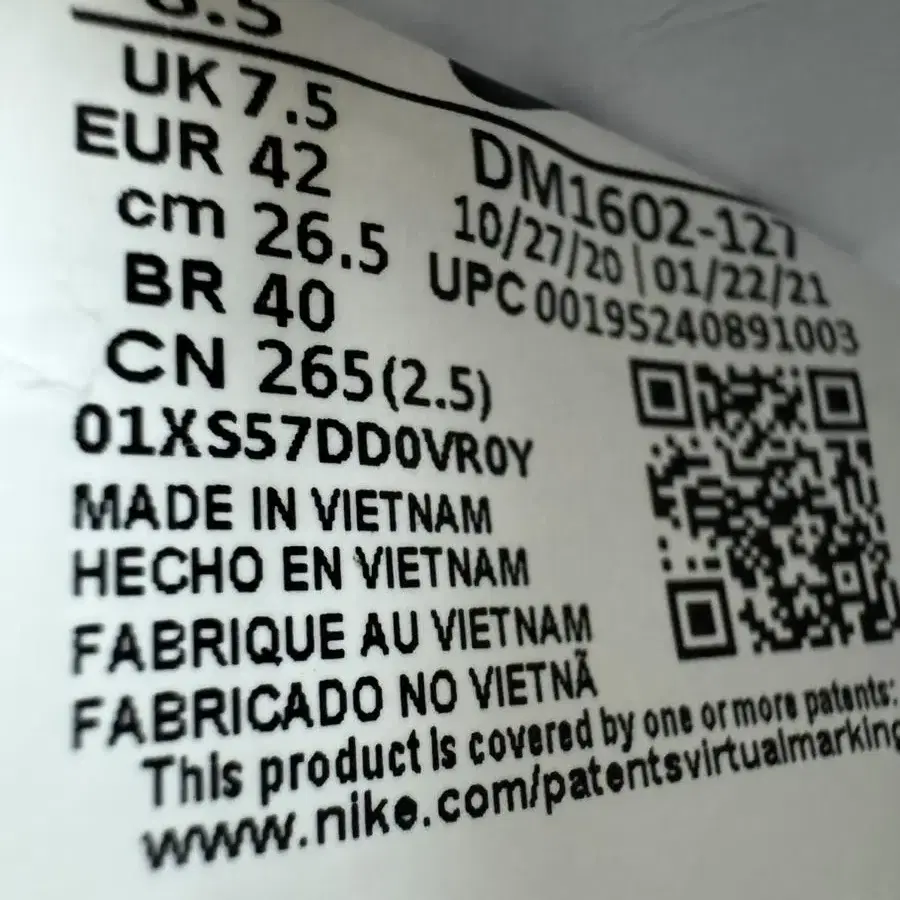 8.5
UK 7.5
EUR 42
cm 26.5
BR 40
CN 265(2.5)
DM1602-127
10/27/20 | 01/22/21
UPC 00195240891003
01XS57DD0VR0Y
MADE IN VIETNAM
HECHO EN VIETNAM
FABRIQUE AU VIETNAM
FABRICADO NO VIETNÃ
This product is covered by one or more patents:
www.nike.com/patentsvirtualmarking